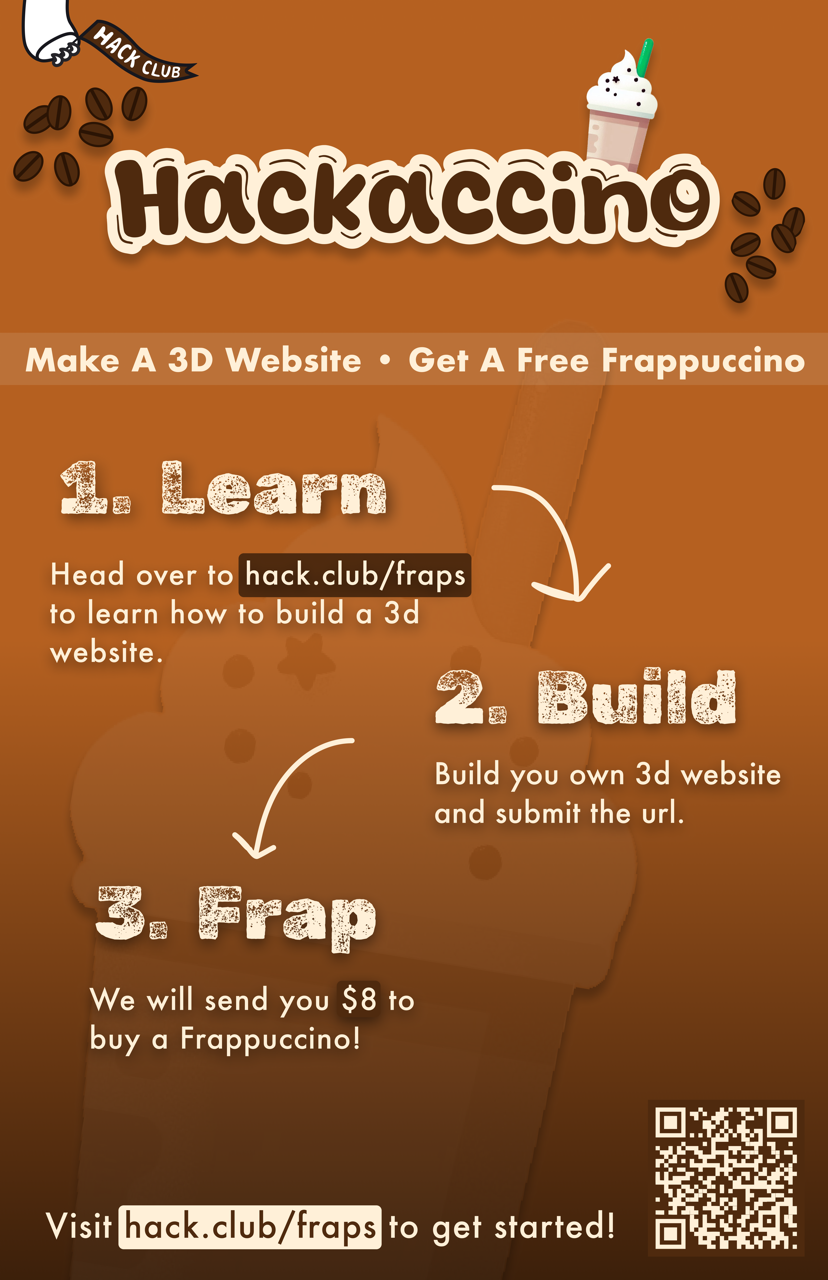 HACK CLUB
Hackaccino
Make A 3D Website • Get A Free Frappuccino
1. Learn
Head over to hack.club/fraps
to learn how to build a 3d
website.
2. Build
Build you own 3d website
and submit the url.
3. Frap
We will send you $8 to
buy a Frappuccino!
Visit hack.club/fraps to get started!